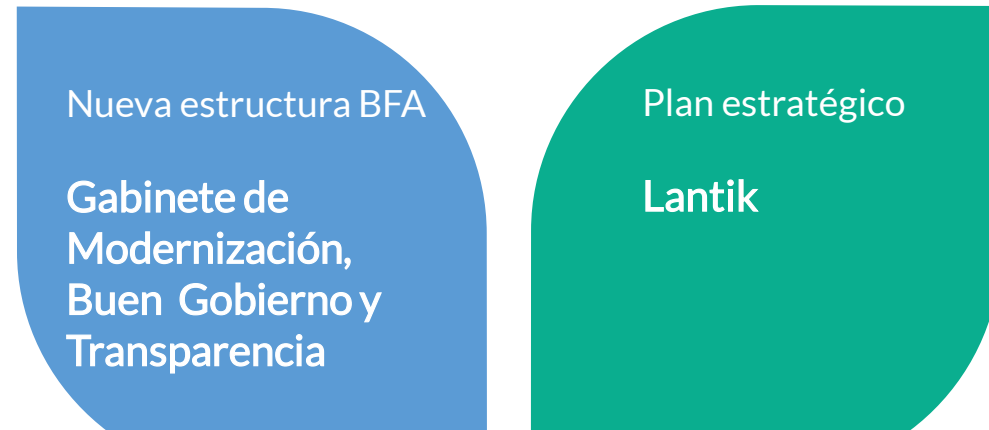 Nueva estructura BFA
Gabinete de
Modernización,
Buen Gobierno y
Transparencia
Plan estratégico
Lantik